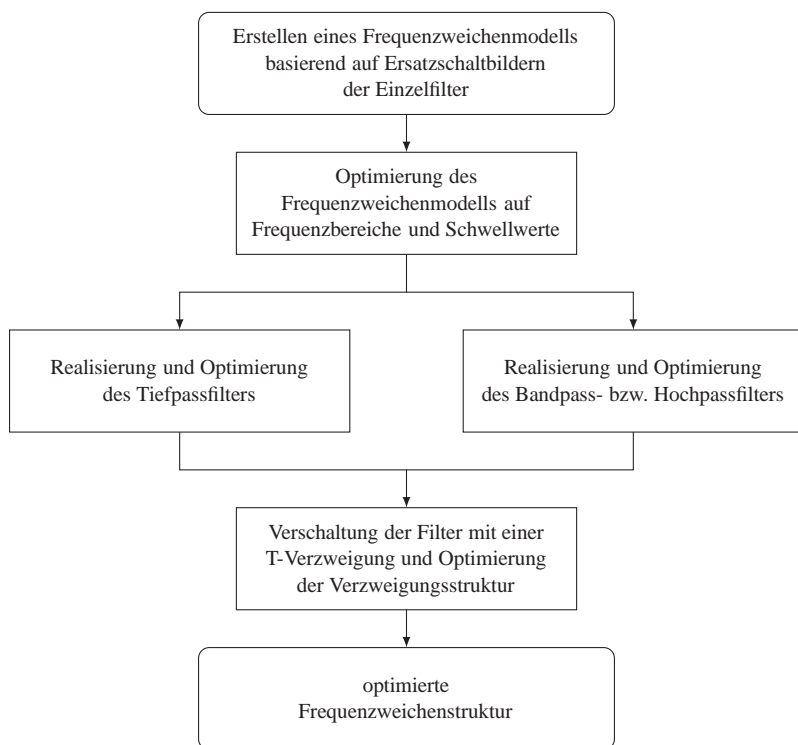 Erstellen eines Frequenzweichenmodells
basierend auf Ersatzschaltbildern
der Einzelfilter
Optimierung des
Frequenzweichenmodells auf
Frequenzbereiche und Schwellwerte
Realisierung und Optimierung
des Tiefpassfilters
Realisierung und Optimierung
des Bandpass- bzw. Hochpassfilters
Verschaltung der Filter mit einer
T-Verzweigung und Optimierung
der Verzweigungsstruktur
optimierte
Frequenzweichenstruktur